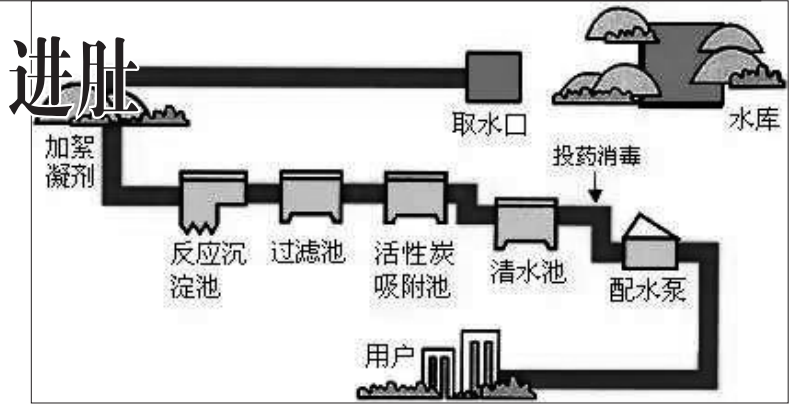 进肚
取水口
水库
加絮
凝剂
投药消毒
反应沉
淀池
过滤池
活性炭
吸附池
清水池
配水泵
用户